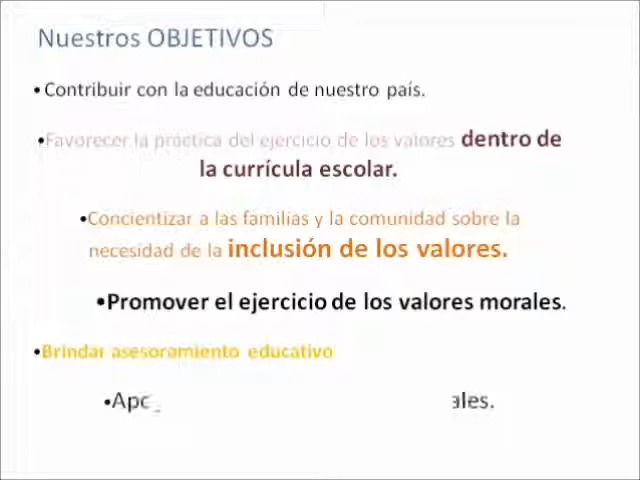 Nuestros OBJETIVOS
•Contribuir con la educación de nuestro país.
•Favorecer la práctica del ejercicio de los valores dentro de
la currícula escolar.
•Concientizar a las familias y la comunidad sobre la
necesidad de la inclusión de los valores.
•Promover el ejercicio de los valores morales.
•Brindar asesoramiento educativo